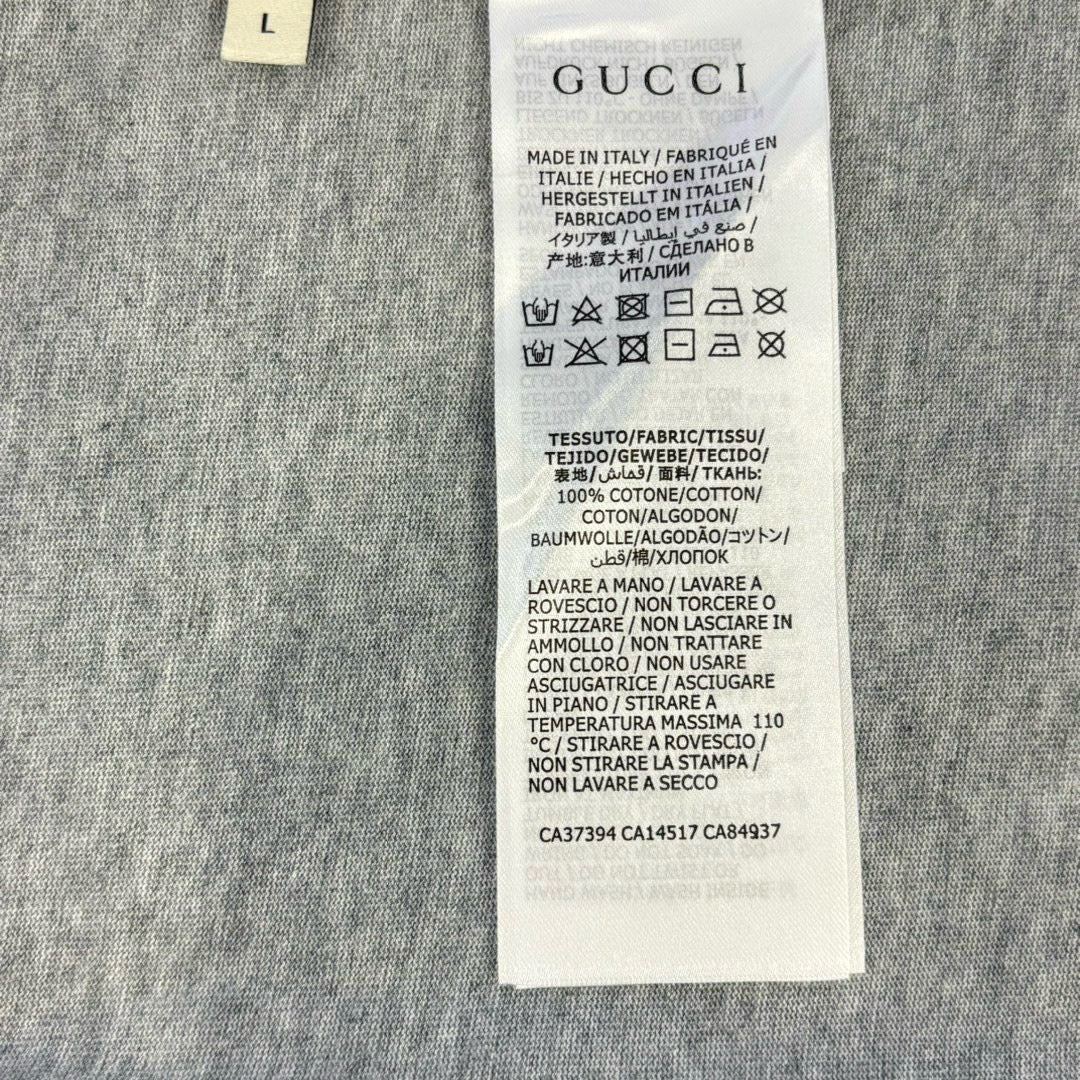 L
GUCCI
MADE IN ITALY / FABRIQUÉ EN
ITALIE / HECHO EN ITALIA /
HERGESTELLT IN ITALIEN /
FABRICADO EM ITÁLIA /
イタリア製 / صنع في إيطاليا /
产地:意大利 / СДЕЛАНО В
ИТАЛИИ
TESSUTO/FABRIC/TISSU/
TEJIDO/GEWEBE/TECIDO/
表地/قماش/ 面料/ ТКАНЬ:
100% COTONE/COTTON/
COTON/ALGODON/
BAUMWOLLE/ALGODÃO/コットン/
قطن/棉/ХЛОПОК
LAVARE A MANO / LAVARE A
ROVESCIO / NON TORCERE O
STRIZZARE / NON LASCIARE IN
AMMOLLO / NON TRATTARE
CON CLORO / NON USARE
ASCIUGATRICE / ASCIUGARE
IN PIANO / STIRARE A
TEMPERATURA MASSIMA 110
°C / STIRARE A ROVESCIO /
NON STIRARE LA STAMPA /
NON LAVARE A SECCO
CA37394 CA14517 CA84937